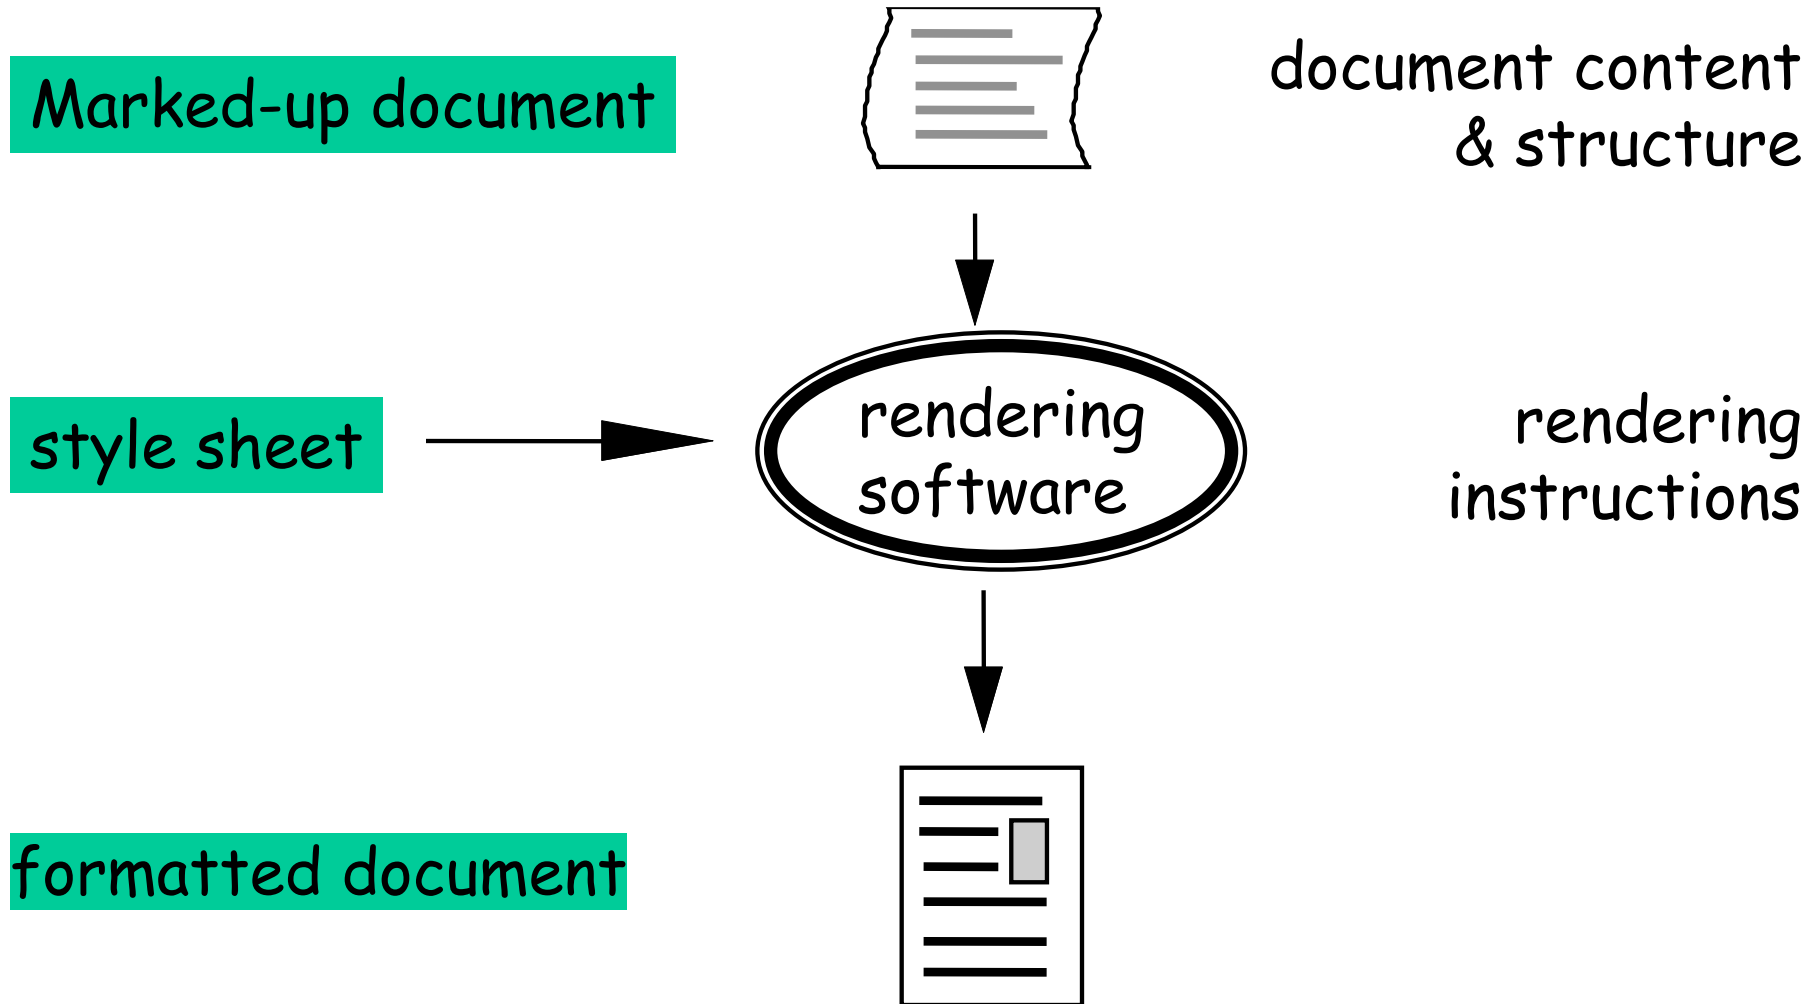 Marked-up document
document content
& structure
style sheet
rendering
software
rendering
instructions
formatted document